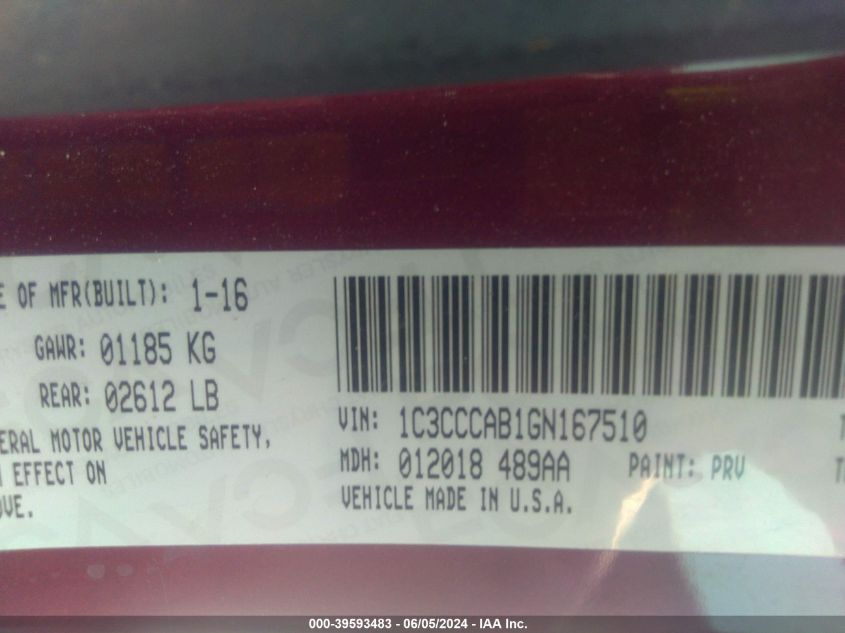 E OF MFR(BUILT): 1-16
GAWR: 01185 KG
REAR: 02612 LB
ERAL MOTOR VEHICLE SAFETY,
EFFECT ON
OVE.
VIN: 1C3CCCAB1GN167510
MDH: 012018 489AA PAINT: PRV
VEHICLE MADE IN U.S.A.
000-39593483 - 06/05/2024 - IAA Inc.